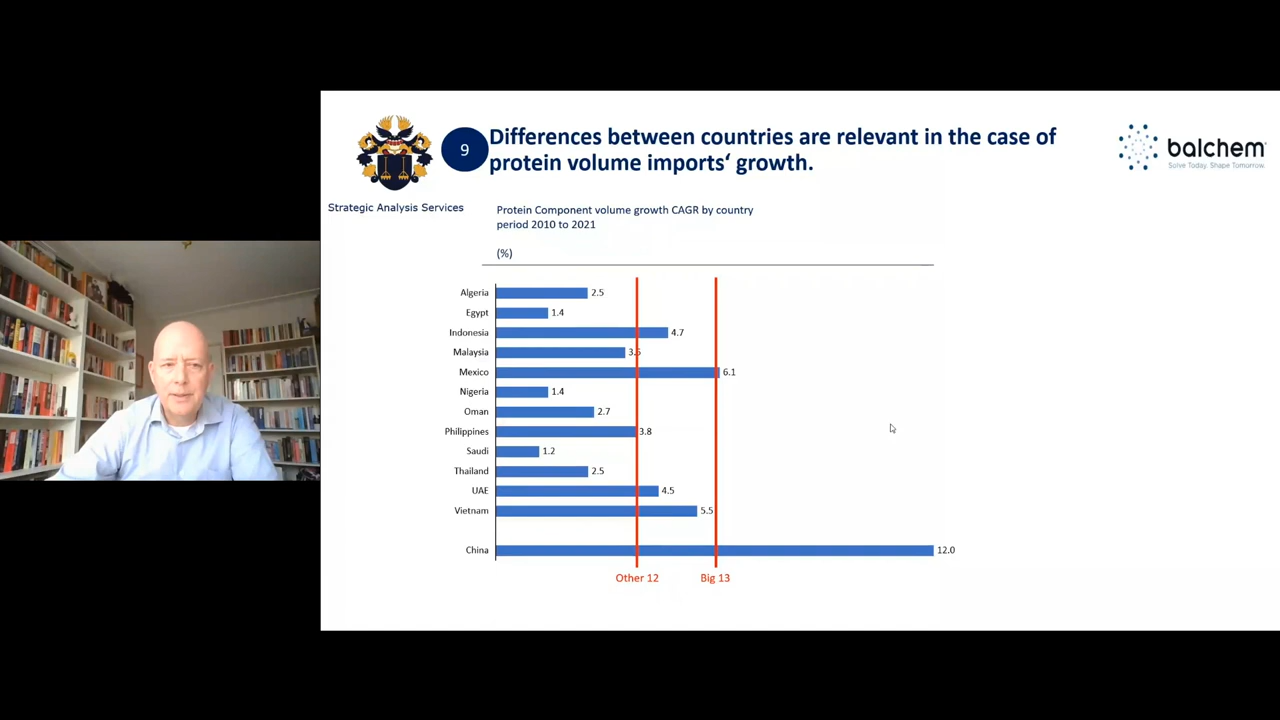 9
Differences between countries are relevant in the case of
protein volume imports‘ growth.
balchem
Solve Today. Shape Tomorrow.
Strategic Analysis Services
Protein Component volume growth CAGR by country
period 2010 to 2021
(%)
Algeria 2.5
Egypt 1.4
Indonesia 4.7
Malaysia
Mexico 6.1
Nigeria 1.4
Oman 2.7
Philippines 3.8
Saudi 1.2
Thailand 2.5
UAE 4.5
Vietnam 5.5
China 12.0
Other 12 Big 13